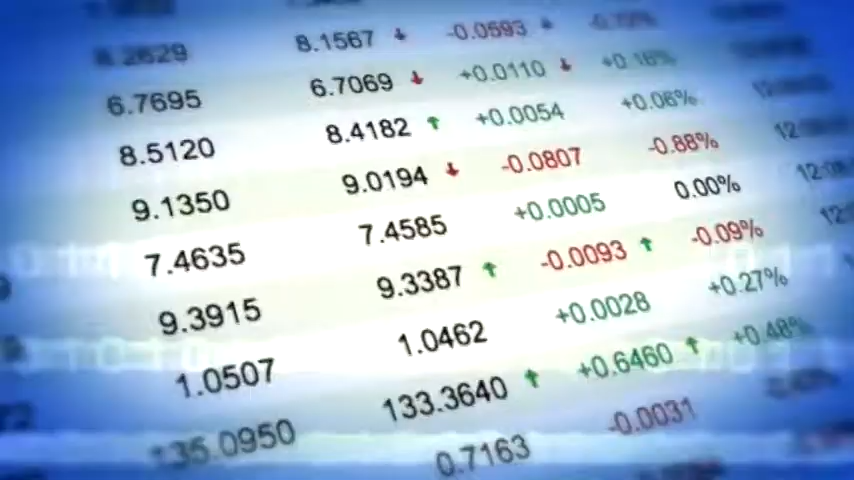 8.2629 8.1567 -0.0593
6.7695 6.7069 +0.0110 +0.16%
8.5120 8.4182 +0.0054 +0.06%
9.1350 9.0194 -0.0807 -0.88%
7.4635 7.4585 +0.0005 0.00%
9.3915 9.3387 -0.0093 -0.09%
1.0507 1.0462 +0.0028 +0.27%
135.0950 133.3640 +0.6460 +0.48%
0.7163 -0.0031